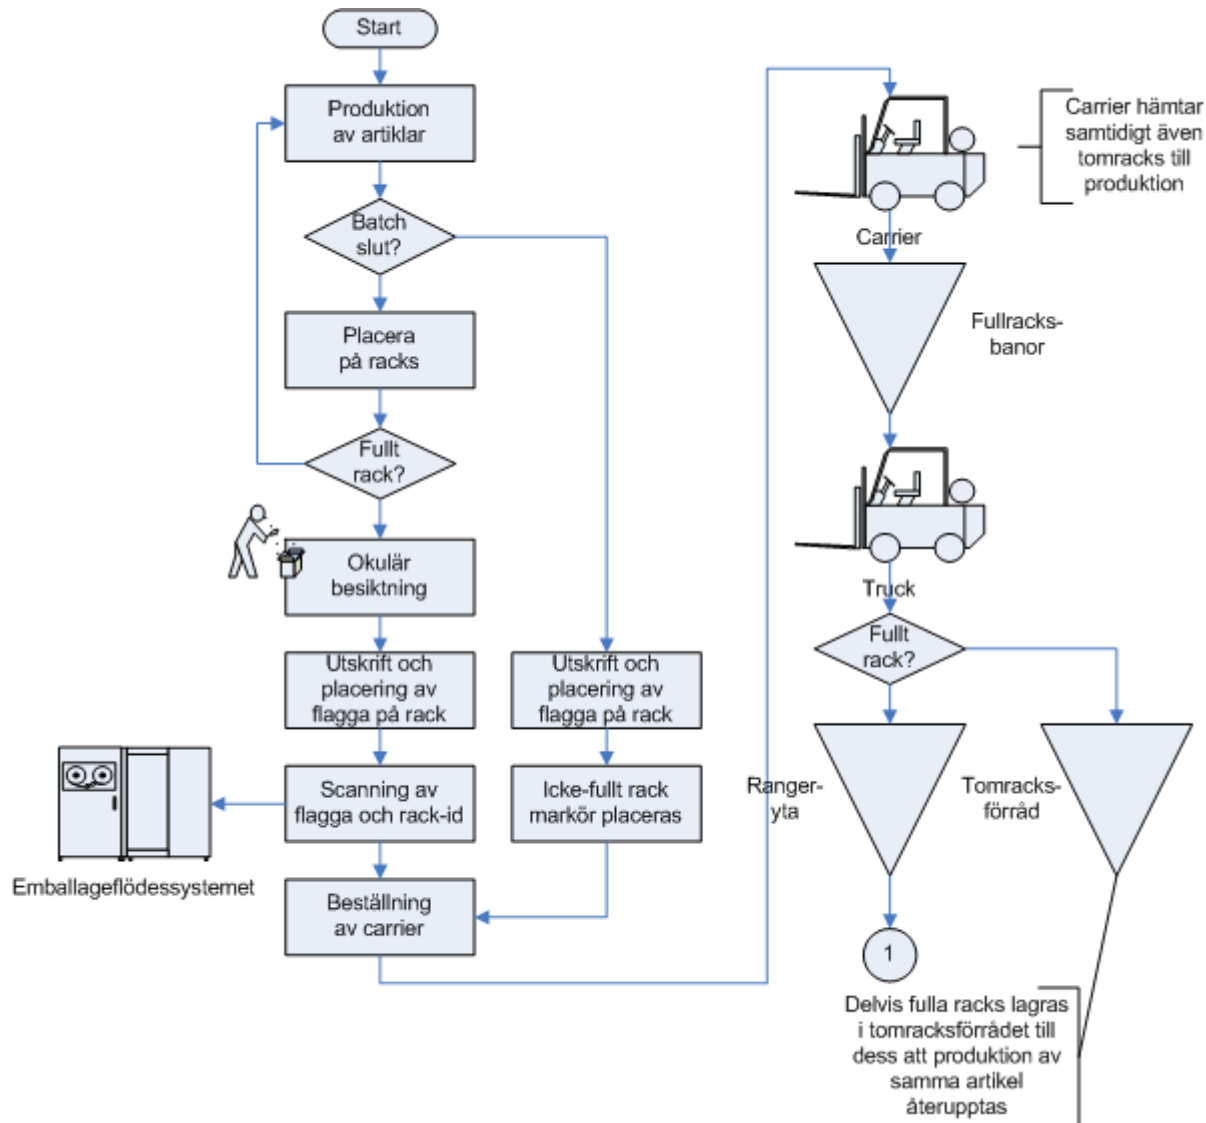 Start
Produktion
av artiklar
Batch
slut?
Placera
på racks
Fullt
rack?
Okulär
besiktning
Utskrift och
placering av
flagga på rack
Utskrift och
placering av
flagga på rack
Scanning av
flagga och rack-id
Icke-fullt rack
markör placeras
Emballageflödessystemet
Beställning
av carrier
Carrier hämtar
samtidigt även
tomracks till
produktion
Carrier
Fullracks-
banor
Truck
Fullt
rack?
Ranger-
yta
Tomracks-
förråd
1
Delvis fulla racks lagras
i tomracksförrådet till
dess att produktion av
samma artikel
återupptas